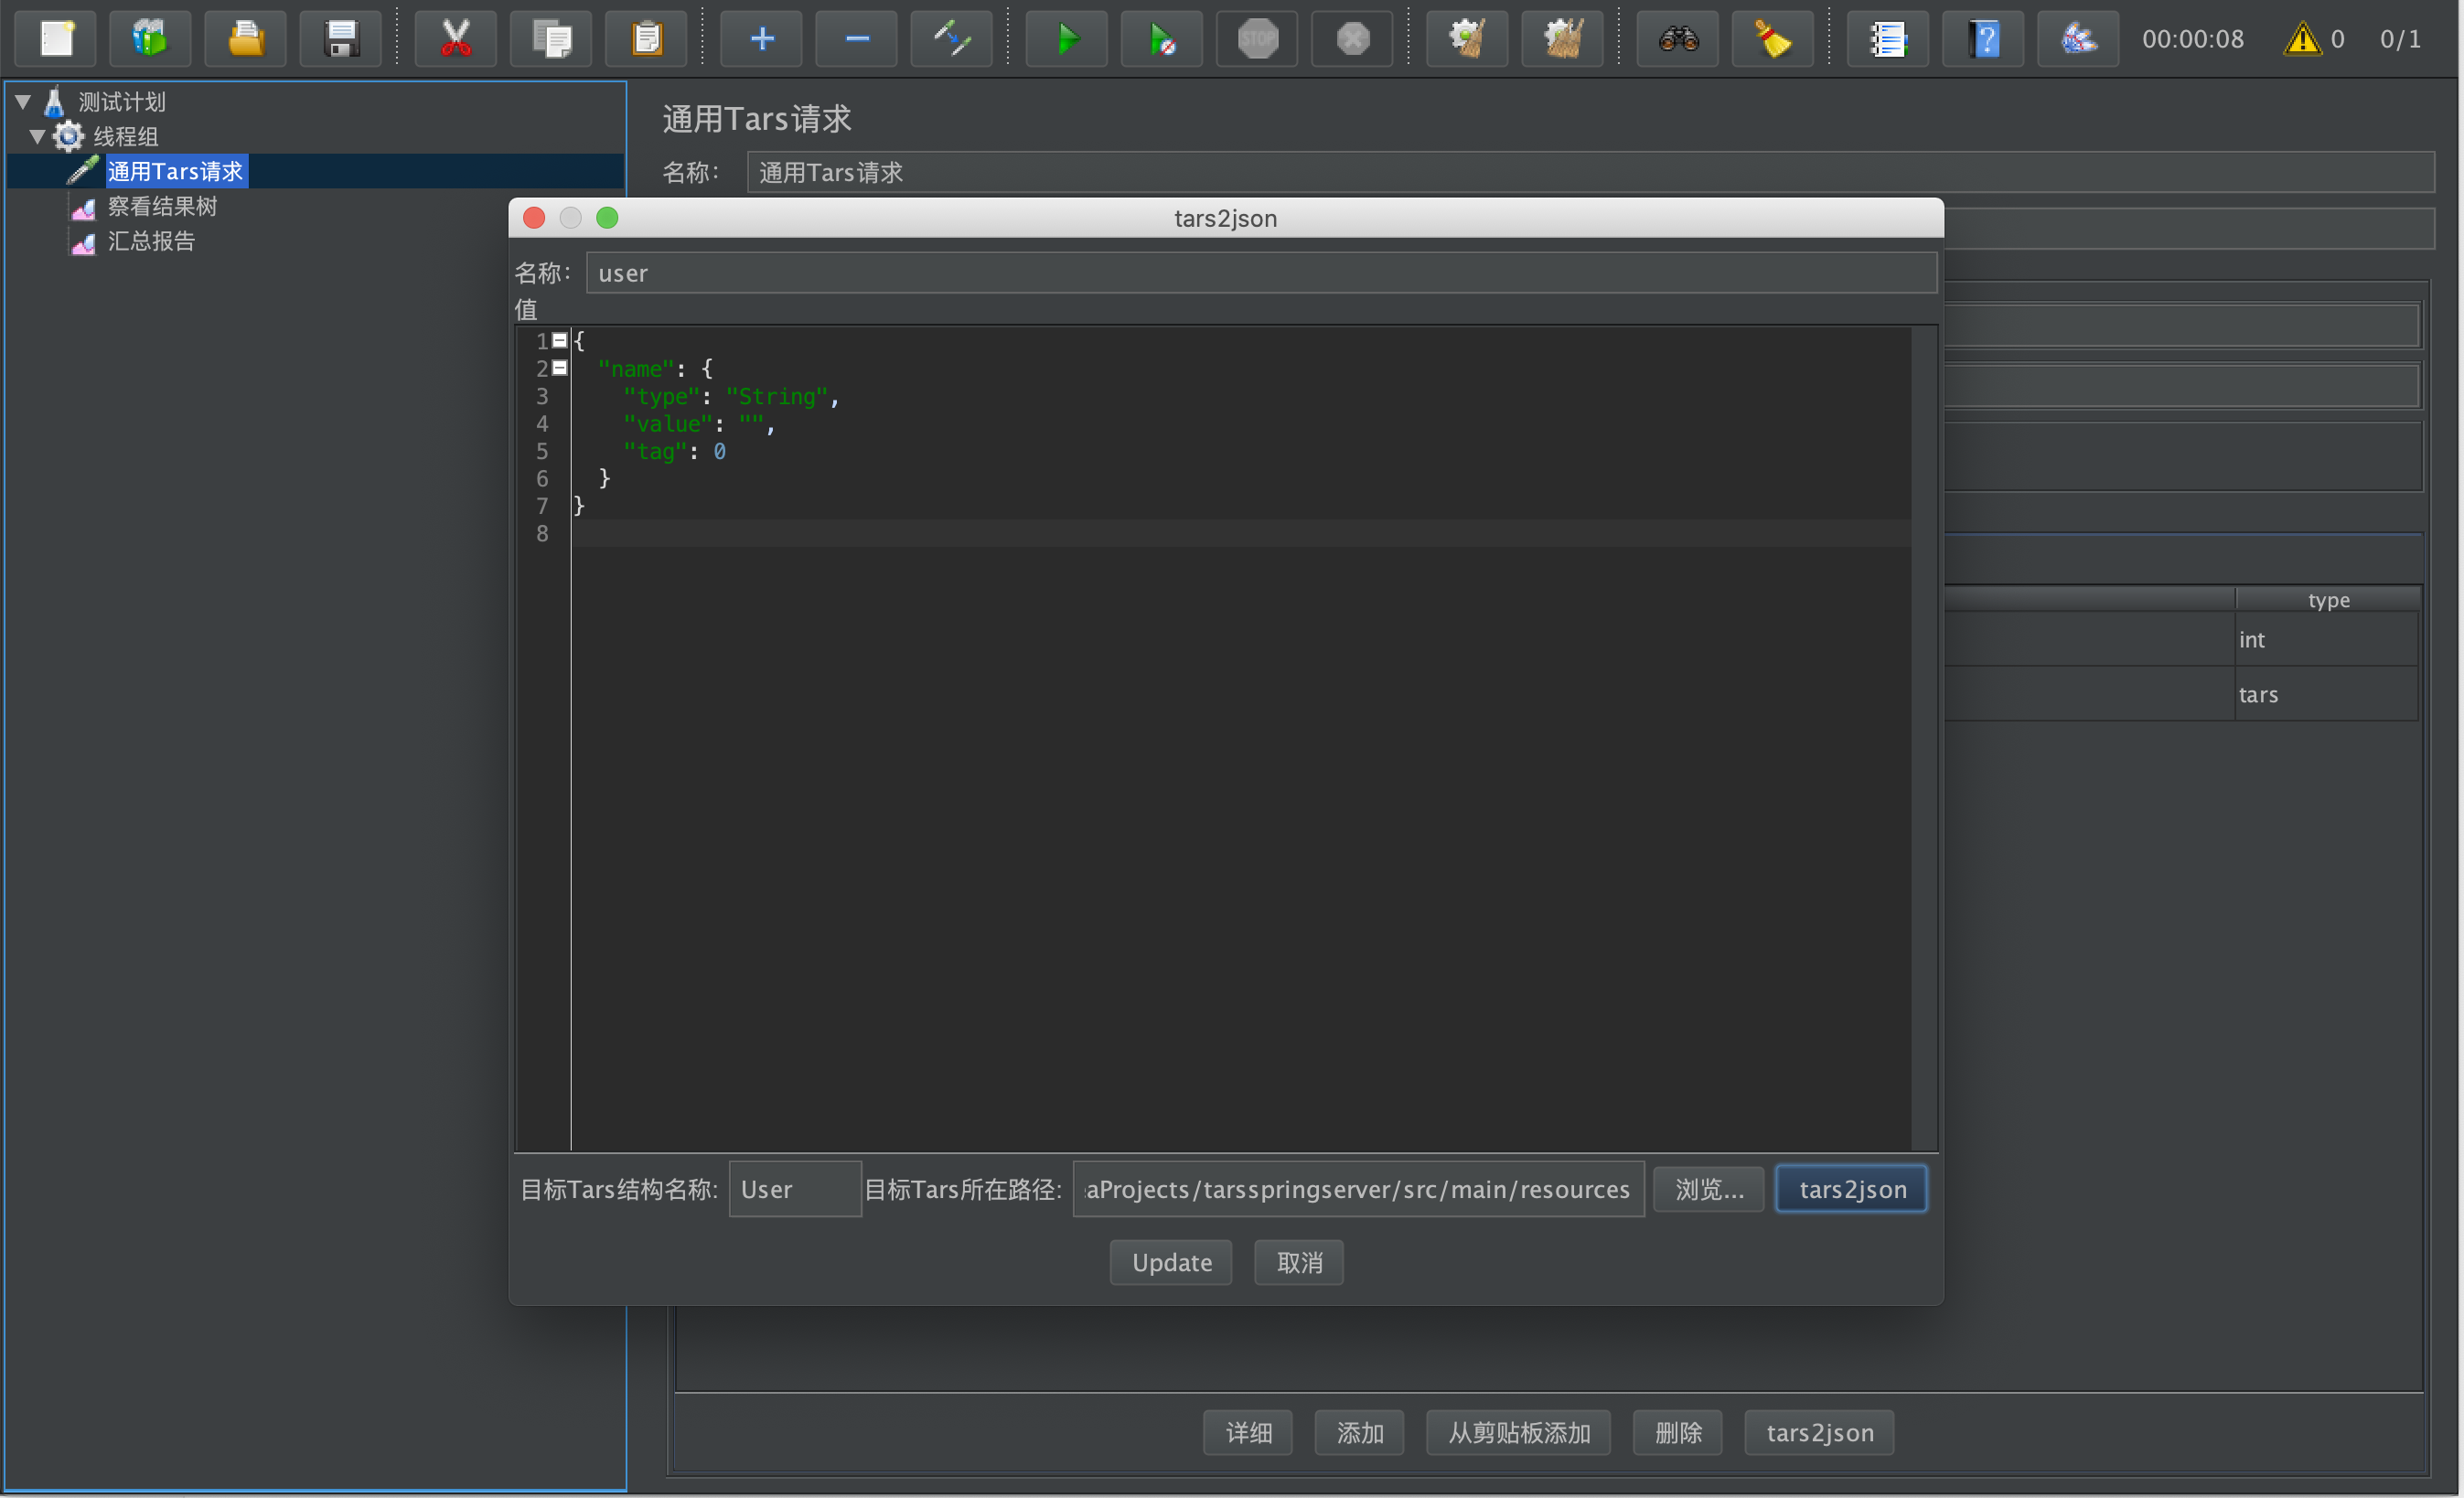 STOP
00:00:08
0
0/1
测试计划
线程组
通用Tars请求
察看结果树
汇总报告
通用Tars请求
名称：
通用Tars请求
tars2json
名称：
user
值
1 {
2 "name": {
3 "type": "String",
4 "value": "",
5 "tag": 0
6 }
7 }
8
type
int
tars
目标Tars结构名称:
User
目标Tars所在路径:
aProjects/tarsspringserver/src/main/resources
浏览...
tars2json
Update
取消
详细
添加
从剪贴板添加
删除
tars2json